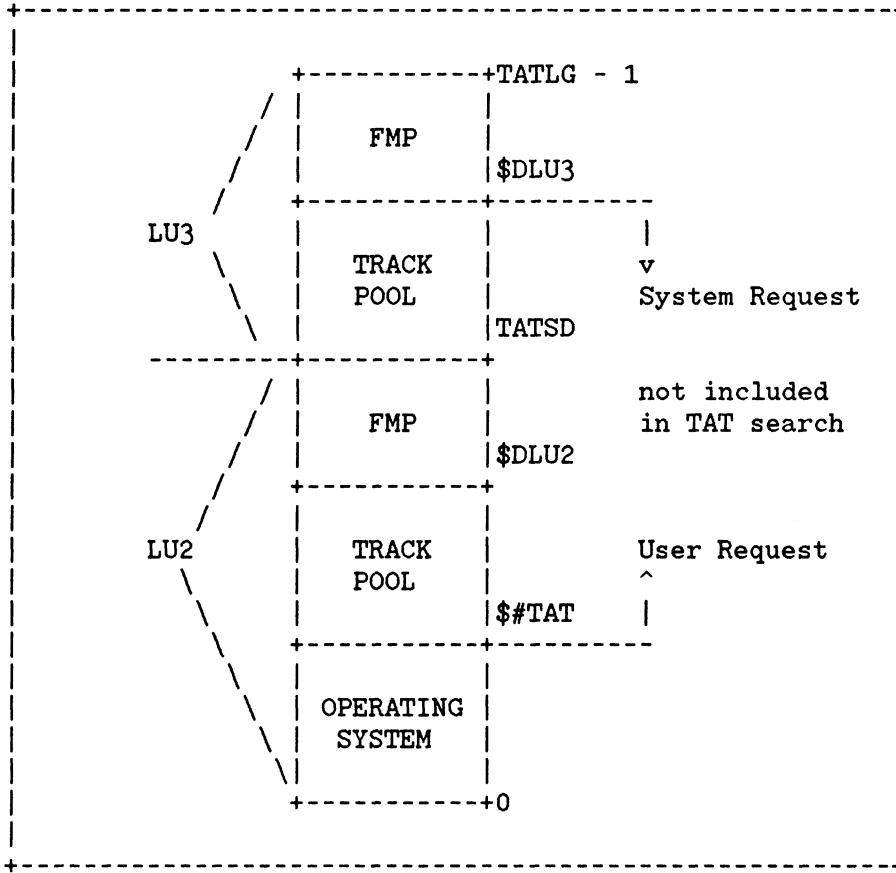 TATLG - 1
FMP
$DLU3
LU3
TRACK
POOL
v
System Request
TATSD
not included
in TAT search
FMP
$DLU2
LU2
TRACK
POOL
User Request
^
$#TAT
OPERATING
SYSTEM
0